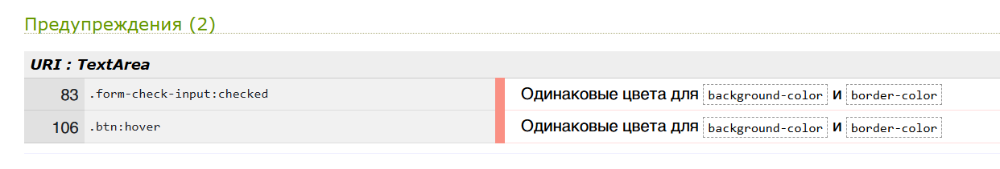 Предупреждения (2)
URI : TextArea
83 .form-check-input:checked Одинаковые цвета для background-color и border-color
106 .btn:hover Одинаковые цвета для background-color и border-color